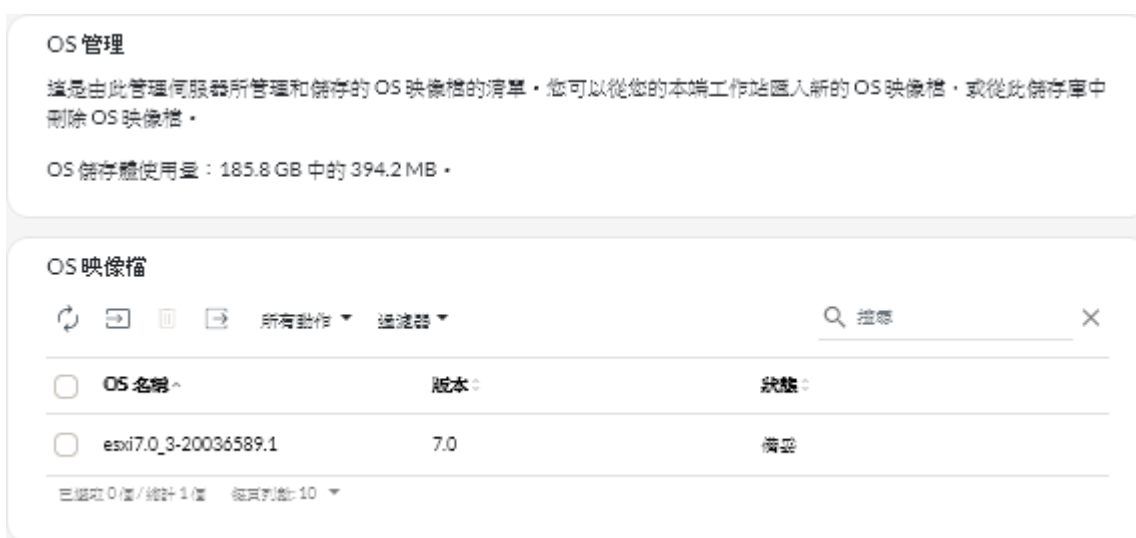 OS 管理
這是由此管理伺服器所管理和儲存的 OS 映像檔的清單。您可以從您的本端工作站匯入新的 OS 映像檔，或從此儲存庫中
刪除 OS 映像檔。
OS 儲存體使用量：185.8 GB 中的 394.2 MB。
OS 映像檔
所有動作 過濾器 搜尋
OS 名稱 版本 狀態
esxi7.0_3-20036589.1 7.0 備妥
已選取 0 個 / 總計 1 個 每頁列數: 10